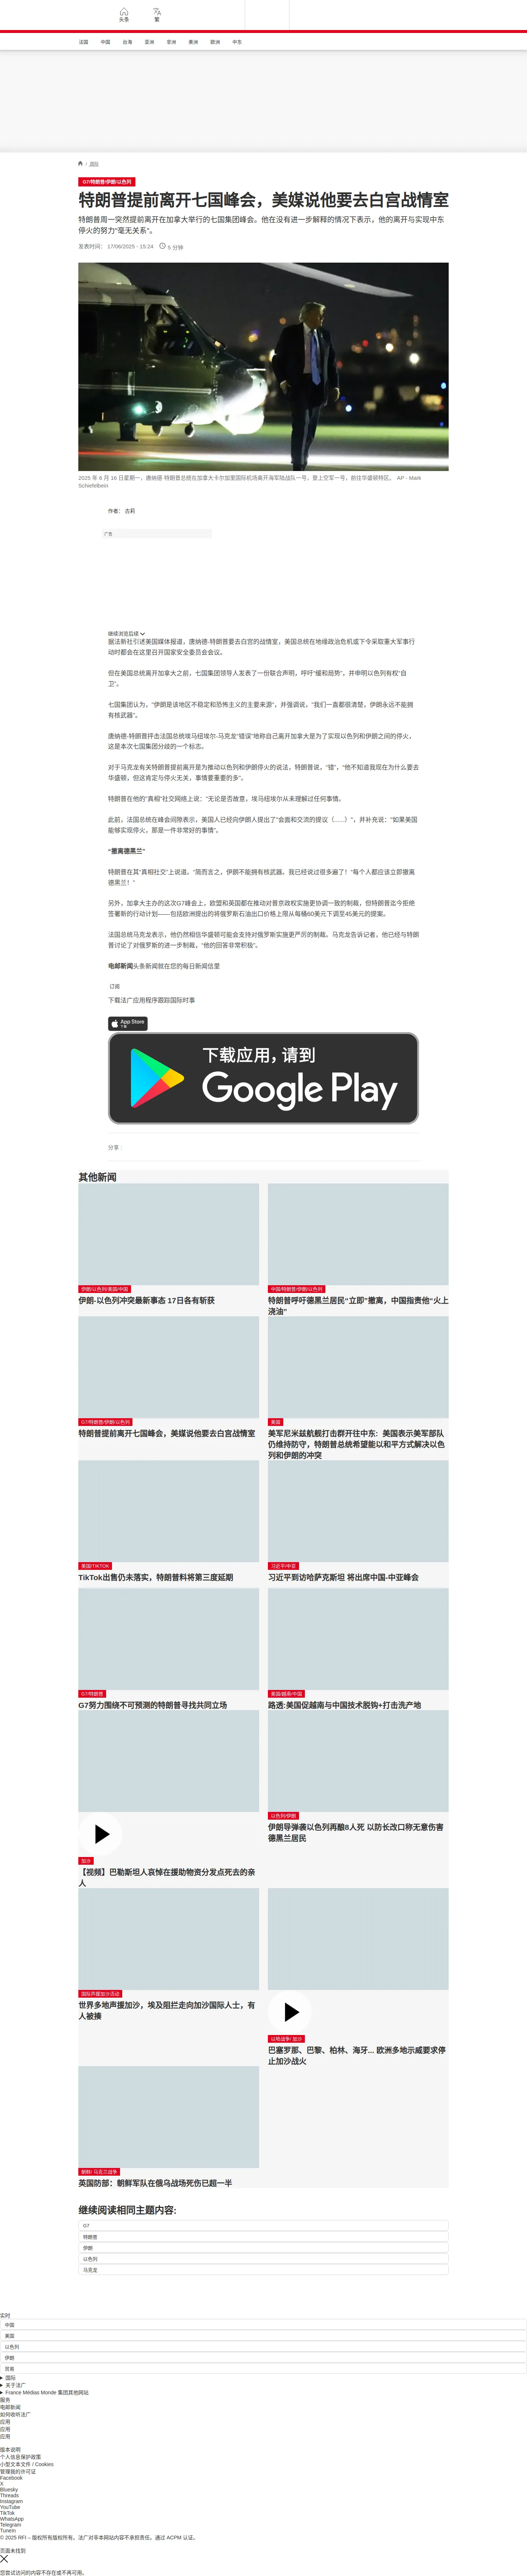 头条
繁
法国
中国
台海
亚洲
非洲
美洲
欧洲
中东
/ 国际
G7/特朗普/伊朗/以色列
特朗普提前离开七国峰会，美媒说他要去白宫战情室
特朗普周一突然提前离开在加拿大举行的七国集团峰会。他在没有进一步解释的情况下表示，他的离开与实现中东
停火的努力“毫无关系”。
发表时间： 17/06/2025 - 15:24
5 分钟
2025 年 6 月 16 日星期一，唐纳德·特朗普总统在加拿大卡尔加里国际机场离开海军陆战队一号，登上空军一号，前往华盛顿特区。 AP - Mark
Schiefelbein
作者： 古莉
广告
继续浏览后续
据法新社引述美国媒体报道，唐纳德·特朗普要去白宫的战情室，美国总统在地缘政治危机或下令采取重大军事行
动时都会在这里召开国家安全委员会会议。
但在美国总统离开加拿大之前，七国集团领导人发表了一份联合声明，呼吁“缓和局势”，并申明以色列有权“自
卫”。
七国集团认为，“伊朗是该地区不稳定和恐怖主义的主要来源”，并强调说，“我们一直都很清楚，伊朗永远不能拥
有核武器”。
唐纳德·特朗普抨击法国总统埃马纽埃尔·马克龙“错误”地称自己离开加拿大是为了实现以色列和伊朗之间的停火，
这是本次七国集团分歧的一个标志。
对于马克龙有关特朗普提前离开是为推动以色列和伊朗停火的说法，特朗普说，“错”，“他不知道我现在为什么要去
华盛顿，但这肯定与停火无关，事情要重要的多”。
特朗普在他的“真相”社交网络上说：“无论是否故意，埃马纽埃尔从未理解过任何事情。
此前，法国总统在峰会间隙表示，美国人已经向伊朗人提出了“会面和交流的提议（......）”，并补充说：“如果美国
能够实现停火，那是一件非常好的事情”。
“撤离德黑兰”
特朗普在其“真相社交”上说道。“简而言之，伊朗不能拥有核武器。我已经说过很多遍了！”每个人都应该立即撤离
德黑兰！”
另外，加拿大主办的这次G7峰会上，欧盟和英国都在推动对普京政权实施更协调一致的制裁，但特朗普迄今拒绝
签署新的行动计划——包括欧洲提出的将俄罗斯石油出口价格上限从每桶60美元下调至45美元的提案。
法国总统马克龙表示，他仍然相信华盛顿可能会支持对俄罗斯实施更严厉的制裁。马克龙告诉记者，他已经与特朗
普讨论了对俄罗斯的进一步制裁，“他的回答非常积极”。
电邮新闻头条新闻就在您的每日新闻信里
订阅
下载法广应用程序跟踪国际时事
App Store
下载
下载应用，请到
Google Play
分享 :
其他新闻
伊朗/以色列/美国/中国
伊朗-以色列冲突最新事态 17日各有斩获
中国/特朗普/伊朗/以色列
特朗普呼吁德黑兰居民“立即”撤离，中国指责他“火上
浇油”
G7/特朗普/伊朗/以色列
特朗普提前离开七国峰会，美媒说他要去白宫战情室
美国
美军尼米兹航舰打击群开往中东： 美国表示美军部队
仍维持防守，特朗普总统希望能以和平方式解决以色
列和伊朗的冲突
美国/TIKTOK
TikTok出售仍未落实，特朗普料将第三度延期
习近平/中亚
习近平到访哈萨克斯坦 将出席中国-中亚峰会
G7/特朗普
G7努力围绕不可预测的特朗普寻找共同立场
美国/越南/中国
路透:美国促越南与中国技术脱钩+打击洗产地
加沙
【视频】巴勒斯坦人哀悼在援助物资分发点死去的亲
人
以色列/伊朗
伊朗导弹袭以色列再酿8人死 以防长改口称无意伤害
德黑兰居民
国际声援加沙活动
世界多地声援加沙，埃及阻拦走向加沙国际人士，有
人被揍
以哈战争/ 加沙
巴塞罗那、巴黎、柏林、海牙... 欧洲多地示威要求停
止加沙战火
朝鲜/ 乌克兰战争
英国防部：朝鲜军队在俄乌战场死伤已超一半
继续阅读相同主题内容:
G7
特朗普
伊朗
以色列
马克龙
实时
中国
美国
以色列
伊朗
贸易
国际
关于法广
France Médias Monde 集团其他网站
服务
电邮新闻
如何收听法广
应用
应用
应用
版本说明
个人信息保护政策
小型文本文件 / Cookies
管理我的许可证
Facebook
X
Bluesky
Threads
Instagram
YouTube
TikTok
WhatsApp
Telegram
TuneIn
© 2025 RFI – 版权所有版权所有。法广对非本网站内容不承担责任。通过 ACPM 认证。
页面未找到
您尝试访问的内容不存在或不再可用。